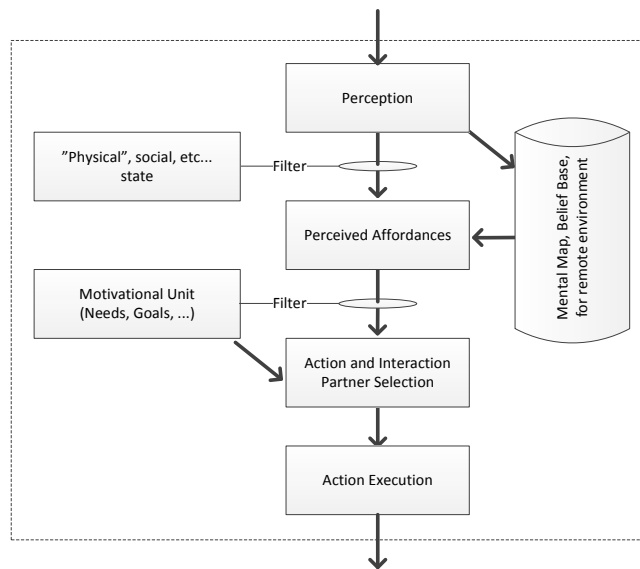 Perception
”Physical”, social, etc...
state
Filter
Mental Map, Belief Base,
for remote environment
Perceived Affordances
Motivational Unit
(Needs, Goals, ...)
Filter
Action and Interaction
Partner Selection
Action Execution